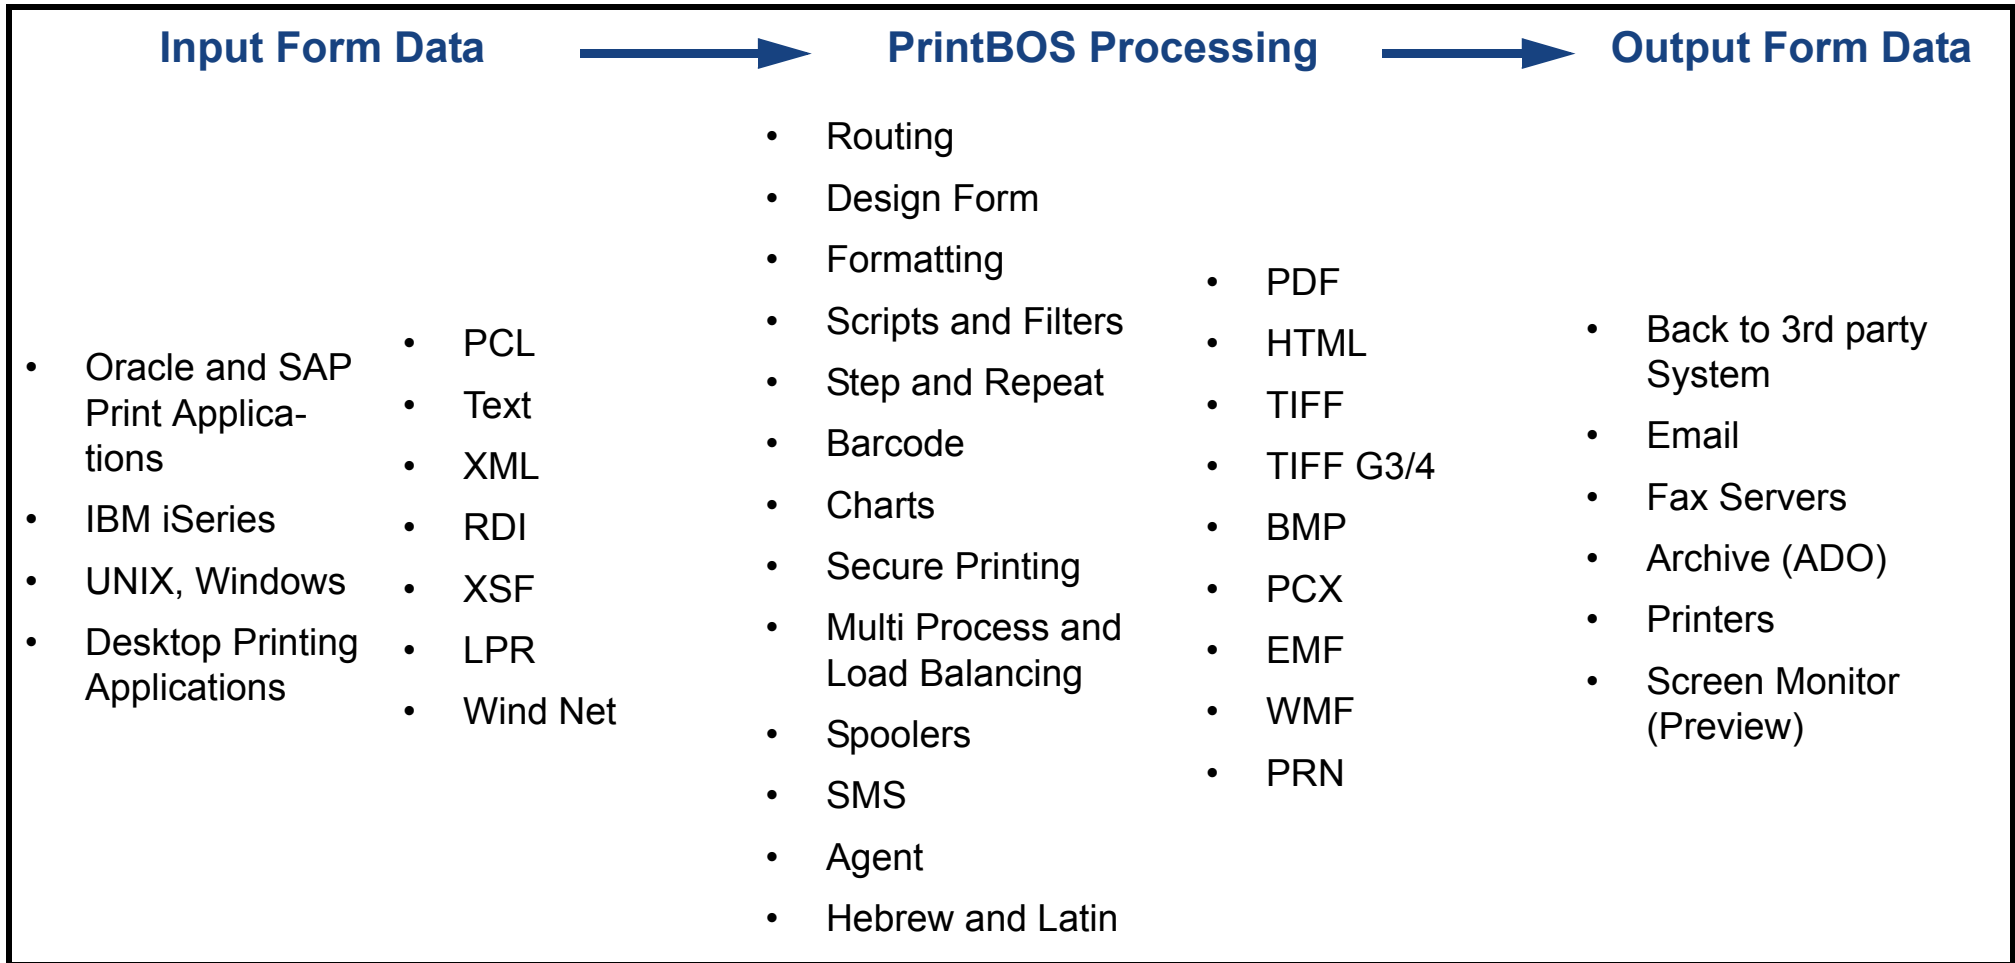 Input Form Data
PrintBOS Processing
Output Form Data
• Oracle and SAP
Print Applica-
tions
• IBM iSeries
• UNIX, Windows
• Desktop Printing
Applications
• PCL
• Text
• XML
• RDI
• XSF
• LPR
• Wind Net
• Routing
• Design Form
• Formatting
• Scripts and Filters
• Step and Repeat
• Barcode
• Charts
• Secure Printing
• Multi Process and
Load Balancing
• Spoolers
• SMS
• Agent
• Hebrew and Latin
• PDF
• HTML
• TIFF
• TIFF G3/4
• BMP
• PCX
• EMF
• WMF
• PRN
• Back to 3rd party
System
• Email
• Fax Servers
• Archive (ADO)
• Printers
• Screen Monitor
(Preview)